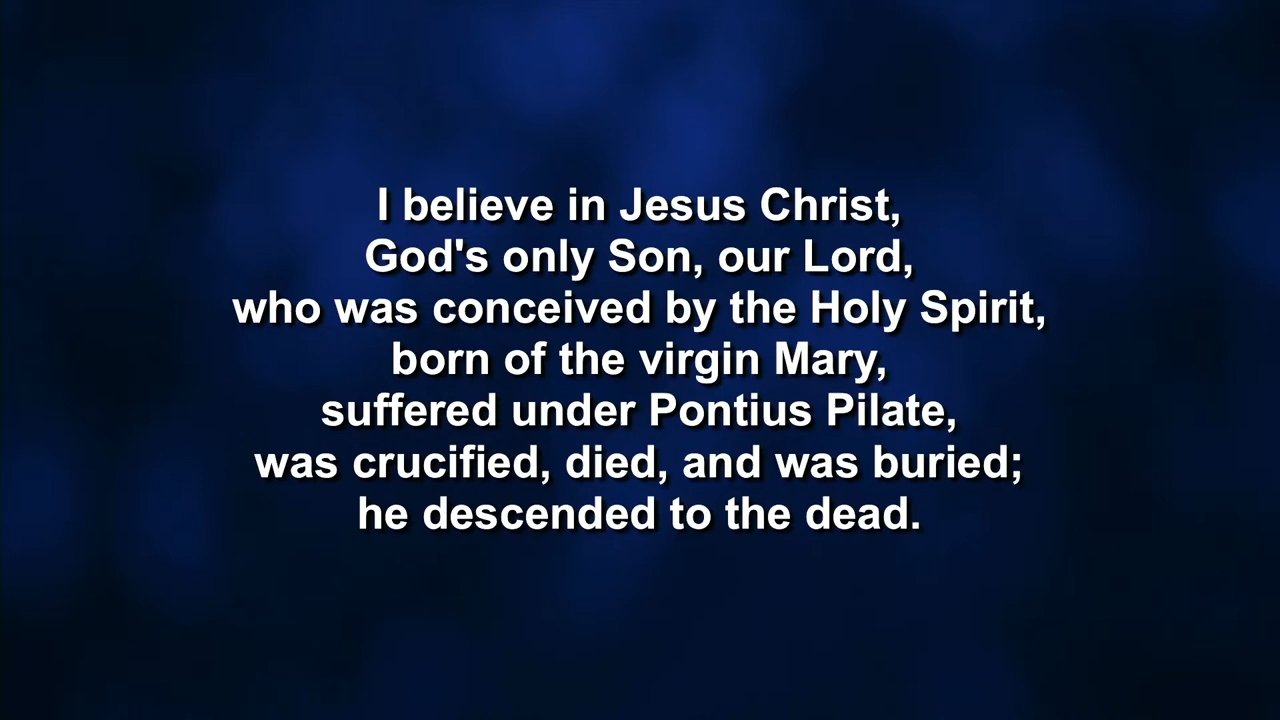 I believe in Jesus Christ,
God's only Son, our Lord,
who was conceived by the Holy Spirit,
born of the virgin Mary,
suffered under Pontius Pilate,
was crucified, died, and was buried;
he descended to the dead.